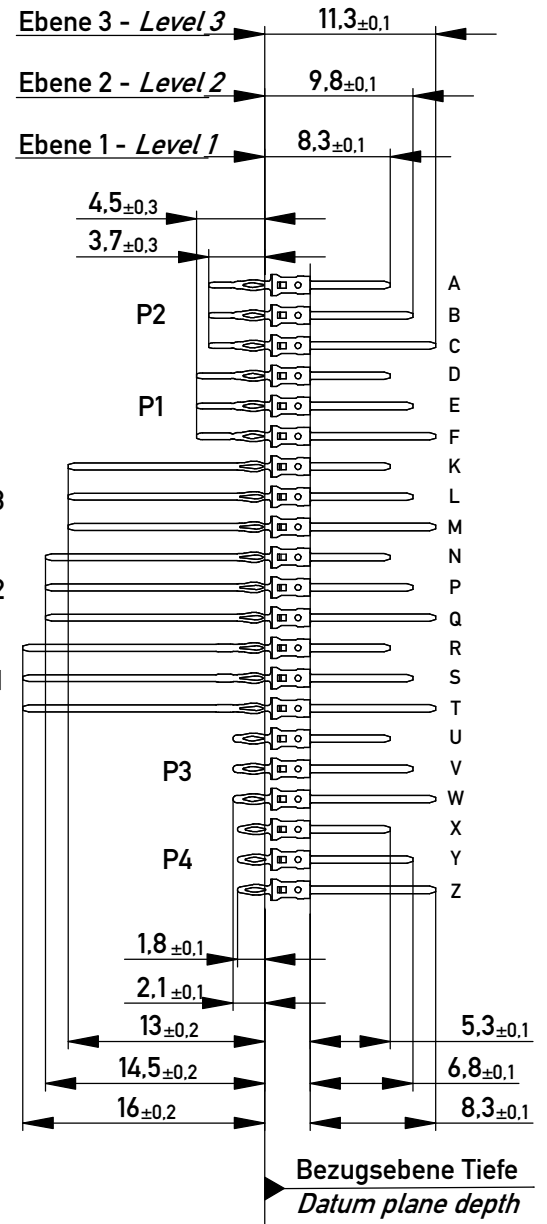 Ebene 3 - Level 3
11,3±0,1
Ebene 2 - Level 2
9,8±0,1
Ebene 1 - Level 1
8,3±0,1
4,5±0,3
3,7±0,3
A
P2
B
C
D
P1
E
F
K
L
M
N
P
Q
R
S
T
U
P3
V
W
X
P4
Y
Z
1,8±0,1
2,1±0,1
13±0,2
5,3±0,1
14,5±0,2
6,8±0,1
16±0,2
8,3±0,1
Bezugsebene Tiefe
Datum plane depth